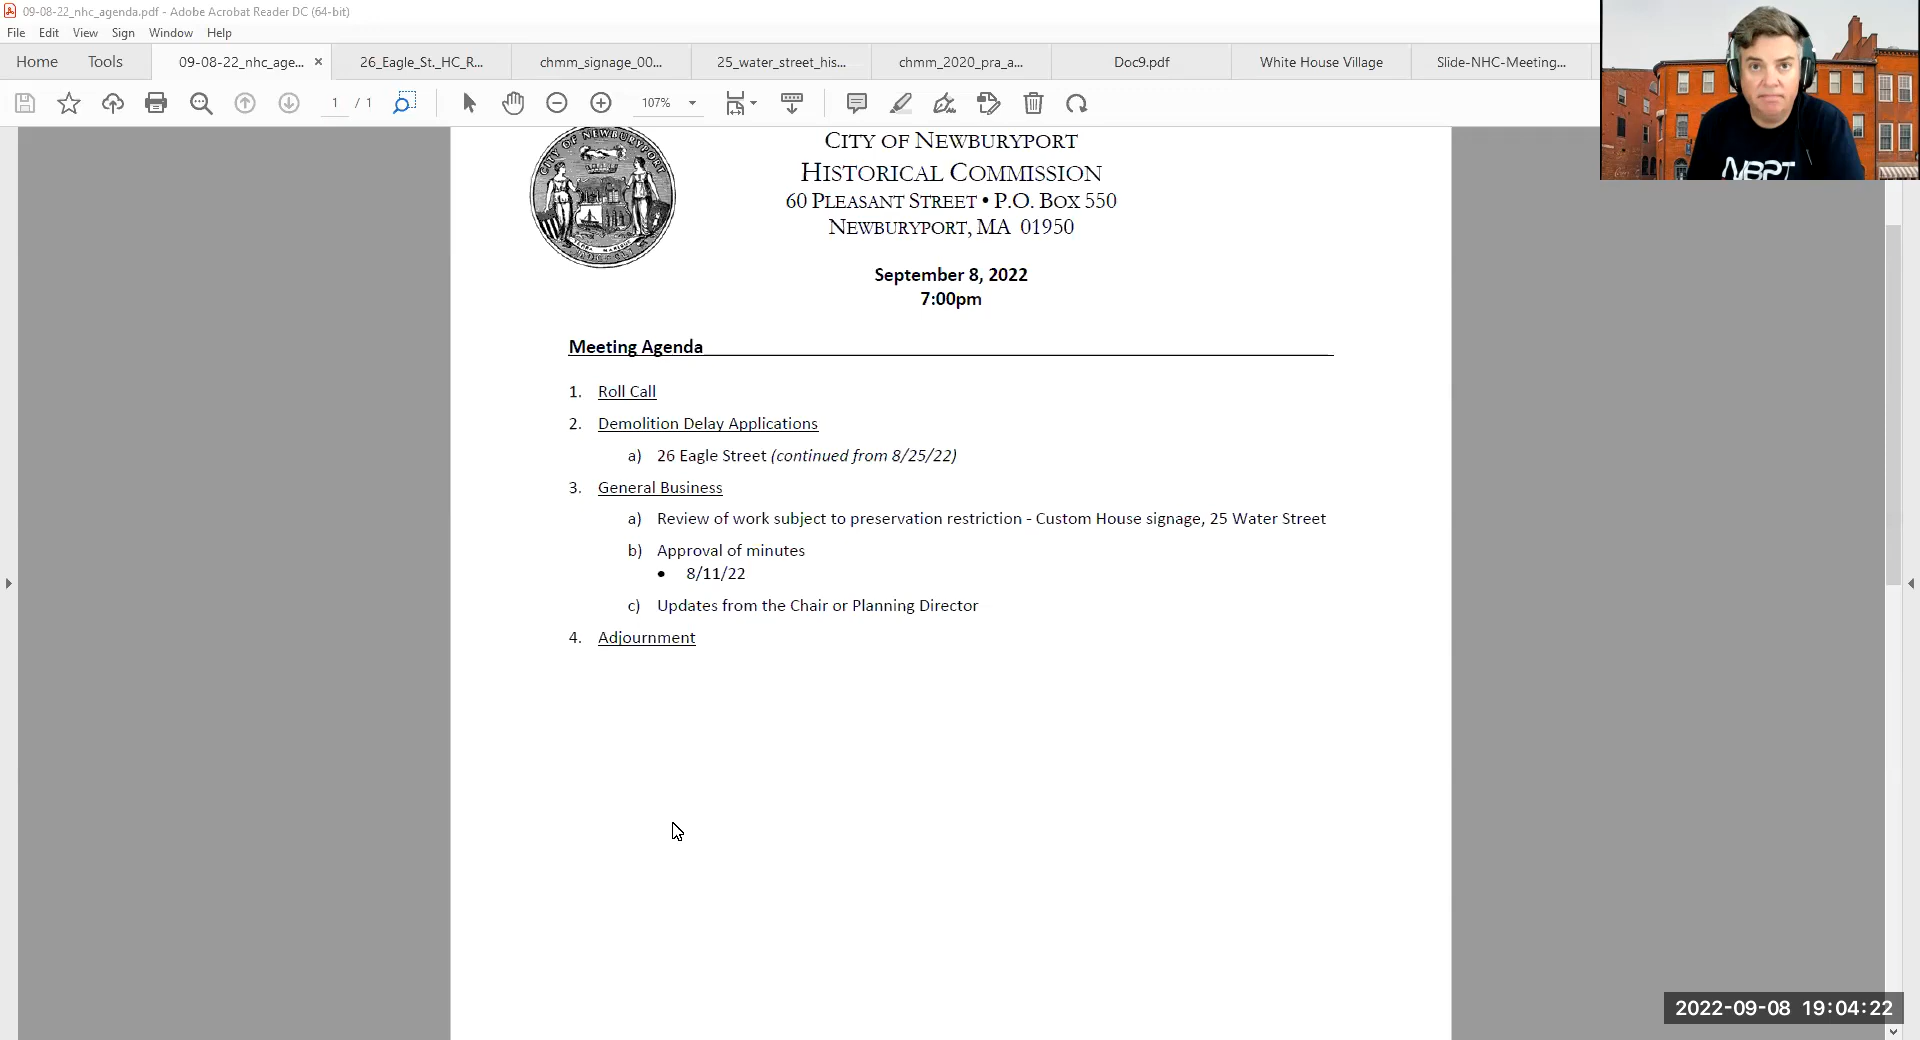 09-08-22_nhc_agenda.pdf - Adobe Acrobat Reader DC (64-bit)
File Edit View Sign Window Help
Home Tools 09-08-22_nhc_age... × 26_Eagle_St._HC_R... chmm_signage_00... 25_water_street_his... chmm_2020_pra_a... Doc9.pdf White House Village Slide-NHC-Meeting...
1 / 1 107%
CITY OF NEWBURYPORT
CITY OF NEWBURYPORT
HISTORICAL COMMISSION
60 PLEASANT STREET • P.O. BOX 550
NEWBURYPORT, MA 01950
NBPT
September 8, 2022
7:00pm
Meeting Agenda
1. Roll Call
2. Demolition Delay Applications
a) 26 Eagle Street (continued from 8/25/22)
3. General Business
a) Review of work subject to preservation restriction - Custom House signage, 25 Water Street
b) Approval of minutes
• 8/11/22
c) Updates from the Chair or Planning Director
4. Adjournment
2022-09-08 19:04:22